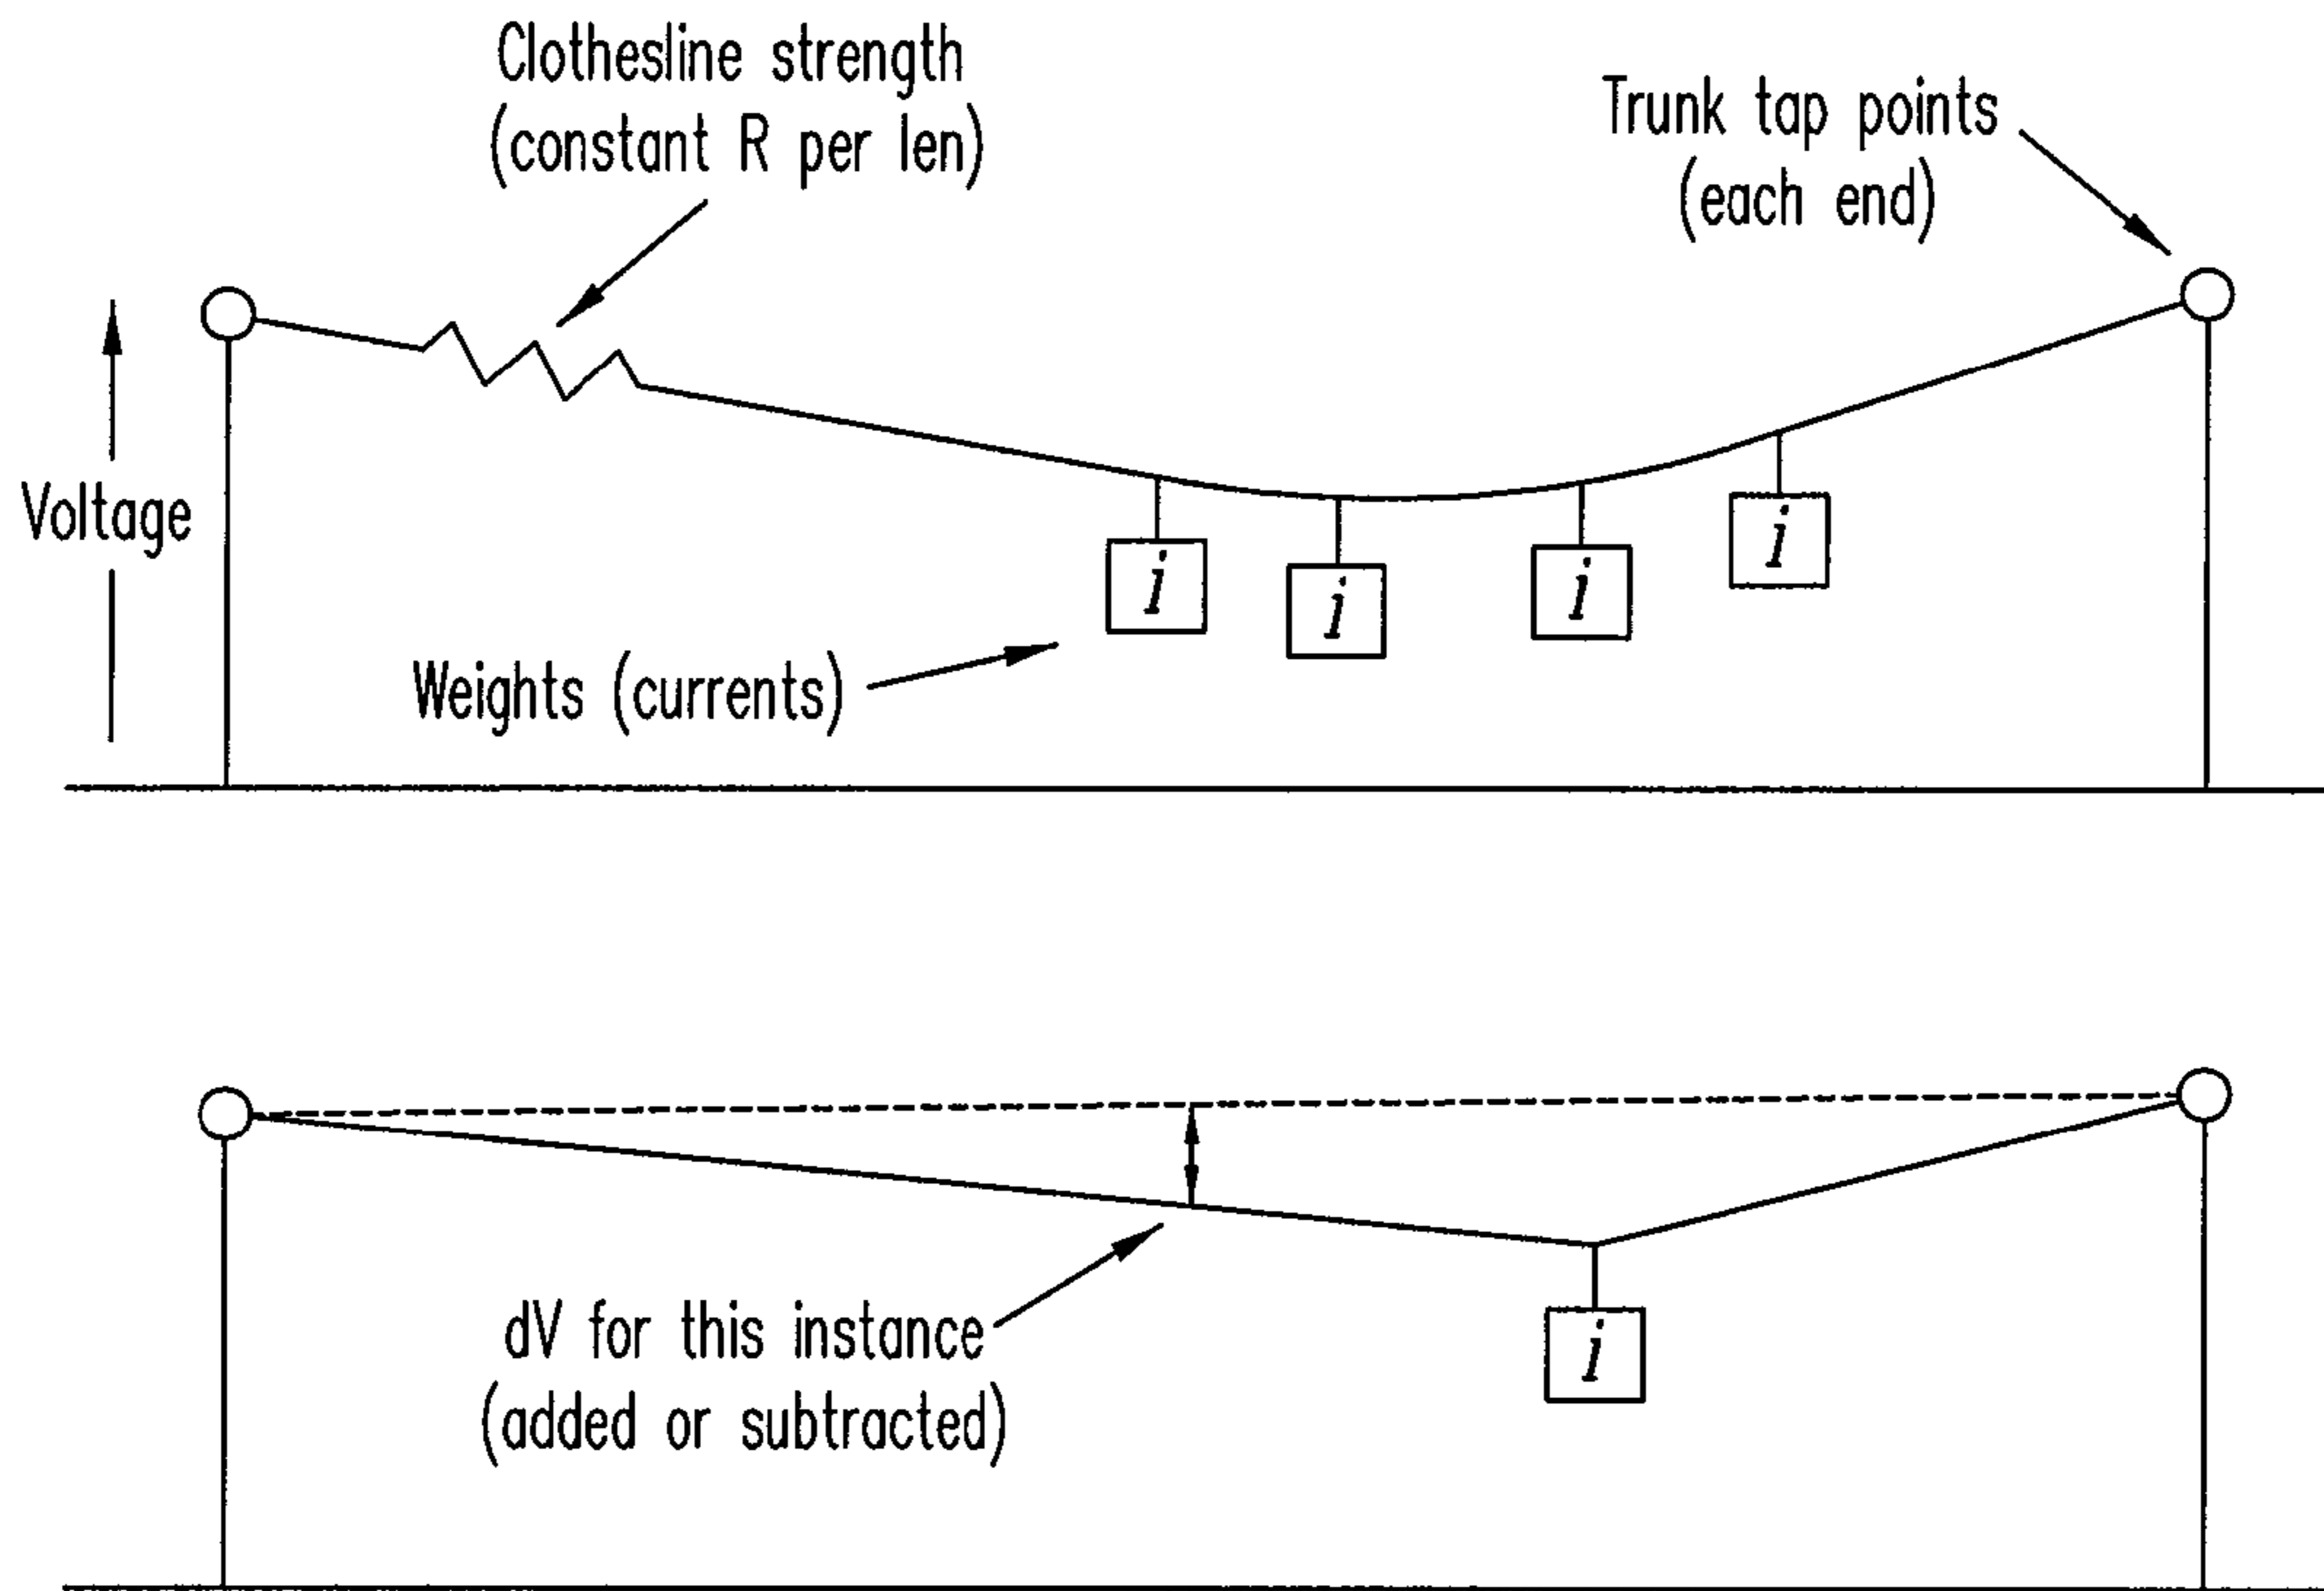 Clothesline strength
(constant R per len)
Trunk tap points
(each end)
Voltage
i
i
i
i
Weights (currents)
dV for this instance
(added or subtracted)
i